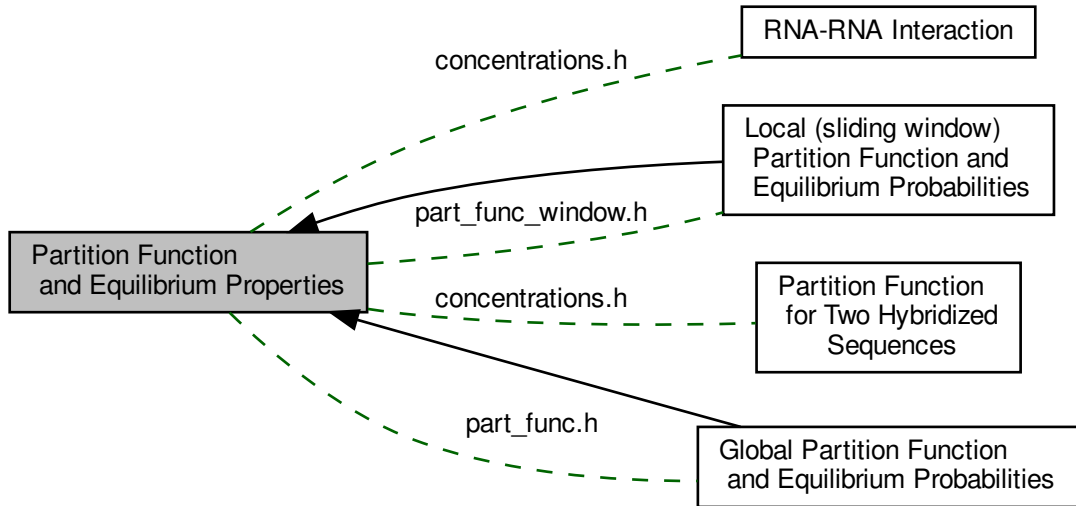 RNA-RNA Interaction
concentrations.h
Local (sliding window)
Partition Function and
Equilibrium Probabilities
part_func_window.h
Partition Function
and Equilibrium Properties
concentrations.h
Partition Function
for Two Hybridized
Sequences
part_func.h
Global Partition Function
and Equilibrium Probabilities